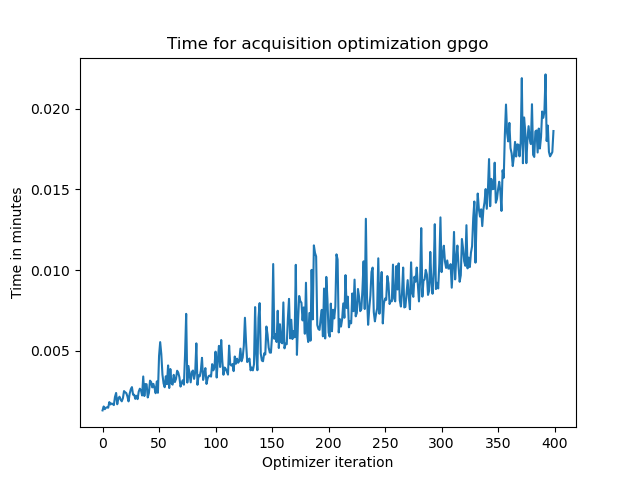 Time for acquisition optimization gpgo
0.020
0.015
0.010
0.005
Time in minutes
0 50 100 150 200 250 300 350 400
Optimizer iteration